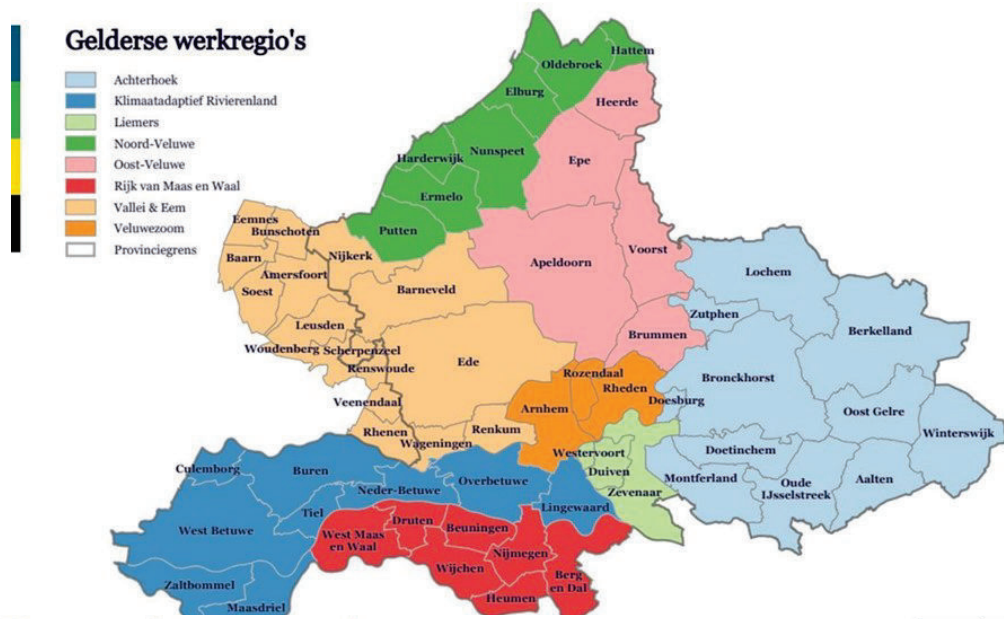 Gelderse werkregio's
Achterhoek
Klimaatadaptief Rivierenland
Liemers
Noord-Veluwe
Oost-Veluwe
Rijk van Maas en Waal
Vallei & Eem
Veluwezoom
Provinciegrens
Hattem
Oldebroek
Elburg
Heerde
Nunspeet
Harderwijk
Epe
Ermelo
Putten
Eemnes
Bunschoten
Nijkerk
Baarn
Amersfoort
Soest
Barneveld
Apeldoorn
Voorst
Lochem
Leusden
Zutphen
Berkelland
Woudenberg
Scherpenzeel
Renswoude
Ede
Brummen
Bronckhorst
Rozendaal
Rheden
Veenendaal
Arnhem
Doesburg
Oost Gelre
Rhenen
Wageningen
Renkum
Winterswijk
Westervoort
Doetinchem
Culemborg
Buren
Duiven
Montferland
Oude
IJsselstreek
Aalten
Neder-Betuwe
Overbetuwe
Zevenaar
Tiel
Lingewaard
West Betuwe
Druten
Beuningen
West Maas
en Waal
Nijmegen
Wijchen
Berg
en Dal
Zaltbommel
Heumen
Maasdriel